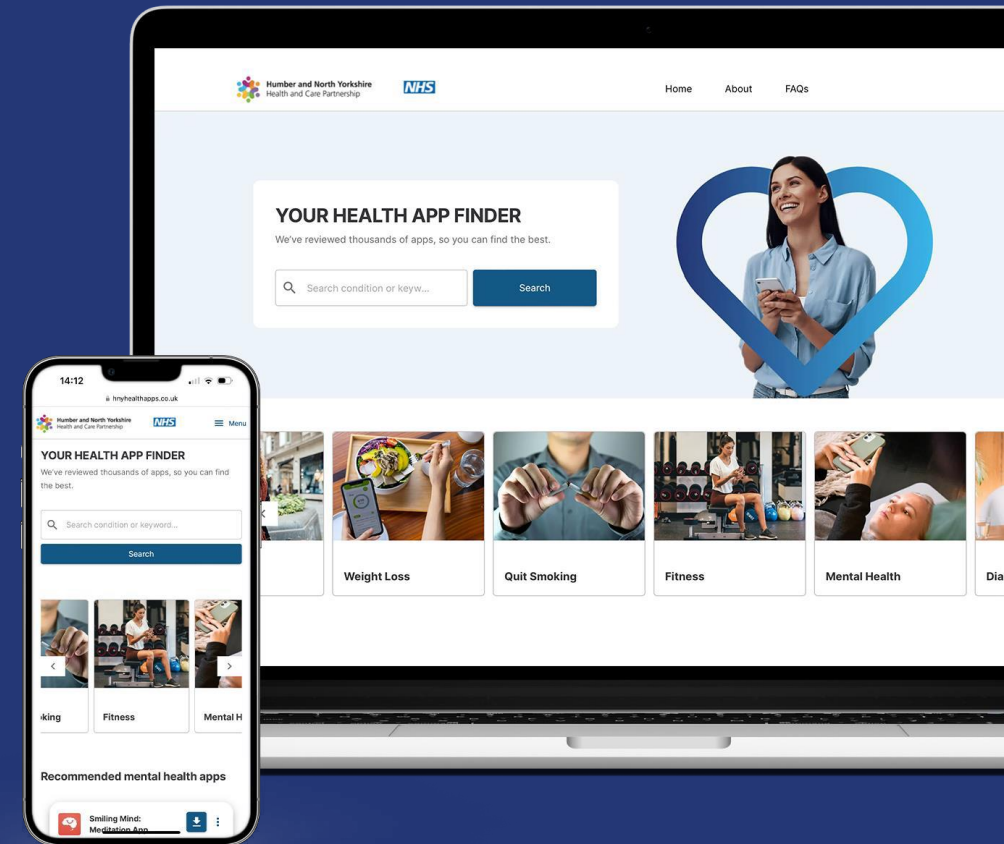 Humber and North Yorkshire
Health and Care Partnership
NHS
Home About FAQs
YOUR HEALTH APP FINDER
We've reviewed thousands of apps, so you can find the best.
Search condition or keyw...
Search
Weight Loss
Quit Smoking
Fitness
Mental Health
Dia
14:12
hnyhealthapps.co.uk
Humber and North Yorkshire
Health and Care Partnership
NHS
Menu
YOUR HEALTH APP FINDER
We've reviewed thousands of apps, so you can find
the best.
Search condition or keyword...
Search
king
Fitness
Mental H
Recommended mental health apps
Smiling Mind:
Meditation App